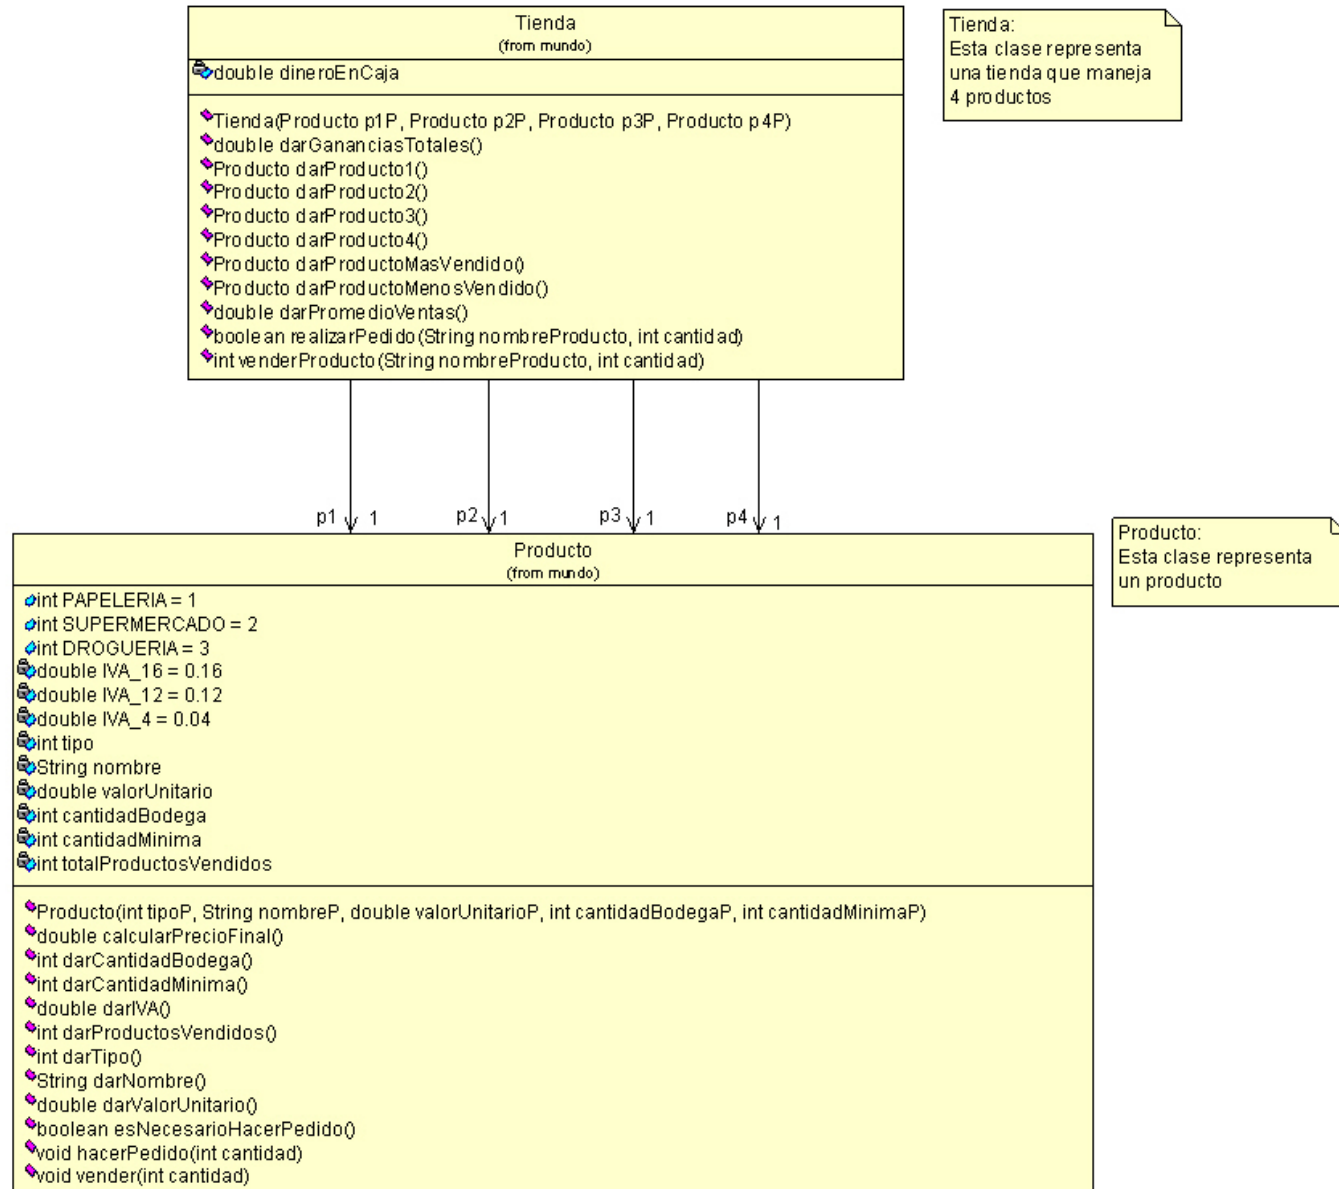 Tienda
(from mundo)
double dineroEnCaja
Tienda(Producto p1P, Producto p2P, Producto p3P, Producto p4P)
double darGananciasTotales()
Producto darProducto1()
Producto darProducto2()
Producto darProducto3()
Producto darProducto4()
Producto darProductoMasVendido()
Producto darProductoMenosVendido()
double darPromedioVentas()
boolean realizarPedido(String nombreProducto, int cantidad)
int venderProducto(String nombreProducto, int cantidad)
Tienda:
Esta clase representa
una tienda que maneja
4 productos
p1 1 p2 1 p3 1 p4 1
Producto
(from mundo)
int PAPELERIA = 1
int SUPERMERCADO = 2
int DROGUERIA = 3
double IVA_16 = 0.16
double IVA_12 = 0.12
double IVA_4 = 0.04
int tipo
String nombre
double valorUnitario
int cantidadBodega
int cantidadMinima
int totalProductosVendidos
Producto(int tipoP, String nombreP, double valorUnitarioP, int cantidadBodegaP, int cantidadMinimaP)
double calcularPrecioFinal()
int darCantidadBodega()
int darCantidadMinima()
double darIVA()
int darProductosVendidos()
int darTipo()
String darNombre()
double darValorUnitario()
boolean esNecesarioHacerPedido()
void hacerPedido(int cantidad)
void vender(int cantidad)
Producto:
Esta clase representa
un producto